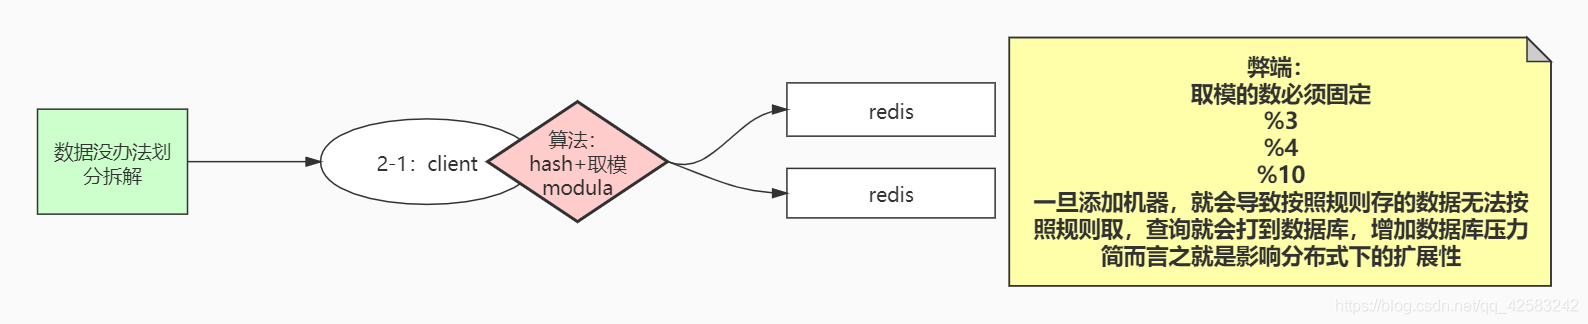 数据没办法划
分拆解
2-1：client
算法：
hash+取模
modula
redis
redis
弊端：
取模的数必须固定
%3
%4
%10
一旦添加机器，就会导致按照规则存的数据无法按
照规则取，查询就会打到数据库，增加数据库压力
简而言之就是影响分布式下的扩展性
https://blog.csdn.net/qq_42583242